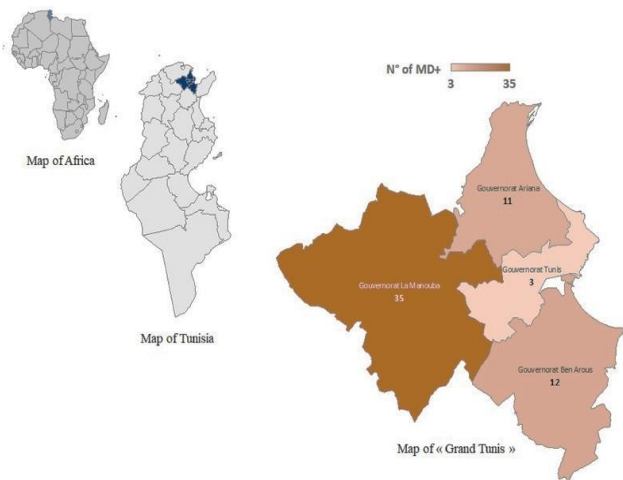 N° of MD+
3 35
Map of Africa
Gouvernorat Ariana
11
Gouvernorat Tunis
3
Gouvernorat La Manouba
35
Map of Tunisia
Gouvernorat Ben Arous
12
Map of « Grand Tunis »